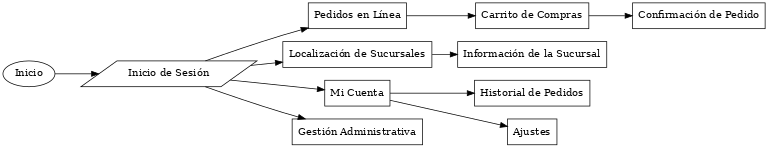 Inicio
Inicio de Sesión
Pedidos en Línea
Carrito de Compras
Confirmación de Pedido
Localización de Sucursales
Información de la Sucursal
Mi Cuenta
Historial de Pedidos
Ajustes
Gestión Administrativa